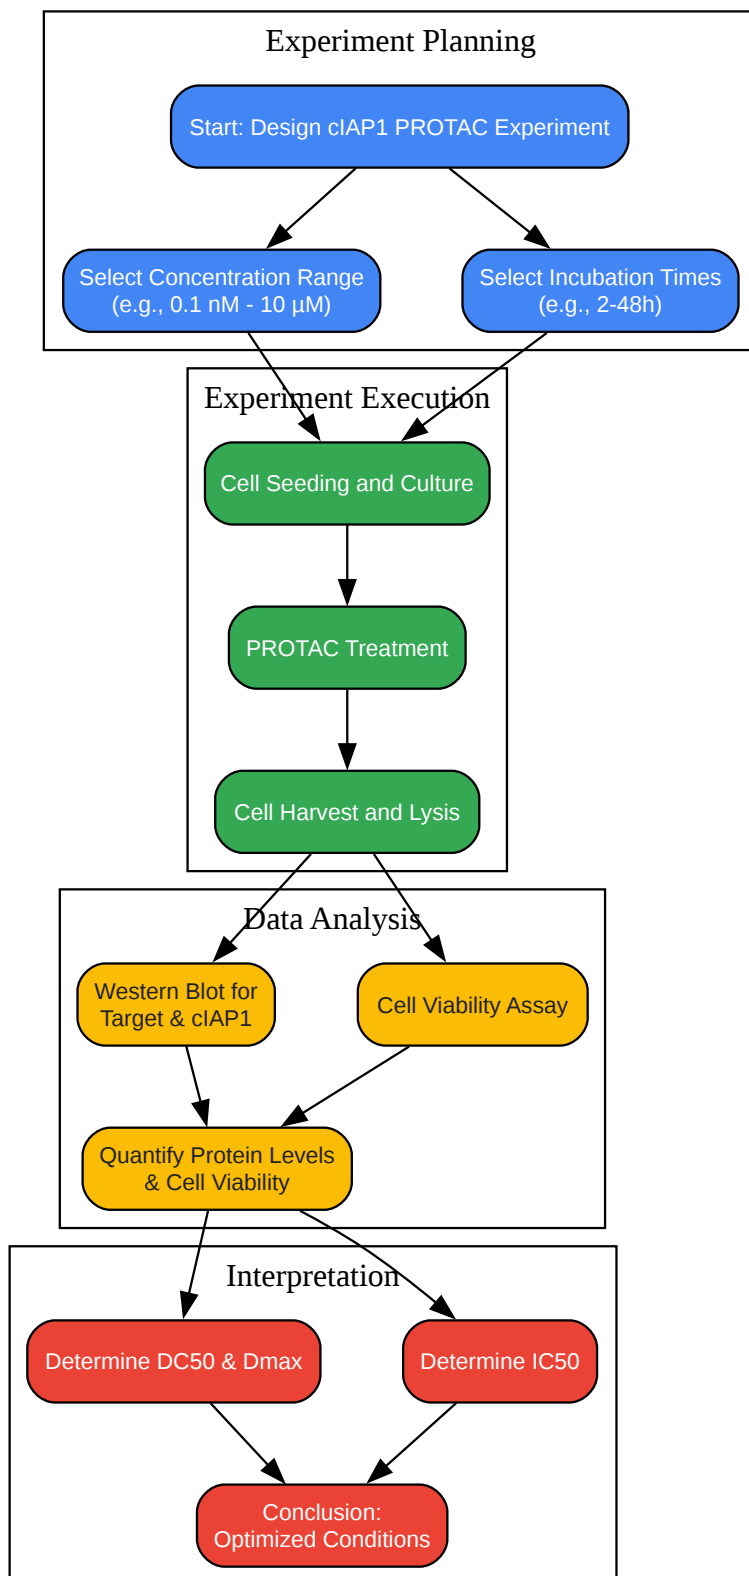 Experiment Planning
Start: Design cIAP1 PROTAC Experiment
Select Concentration Range
(e.g., 0.1 nM - 10 µM)
Select Incubation Times
(e.g., 2-48h)
Experiment Execution
Cell Seeding and Culture
PROTAC Treatment
Cell Harvest and Lysis
Data Analysis
Western Blot for
Target & cIAP1
Cell Viability Assay
Quantify Protein Levels
& Cell Viability
Interpretation
Determine DC50 & Dmax
Determine IC50
Conclusion:
Optimized Conditions